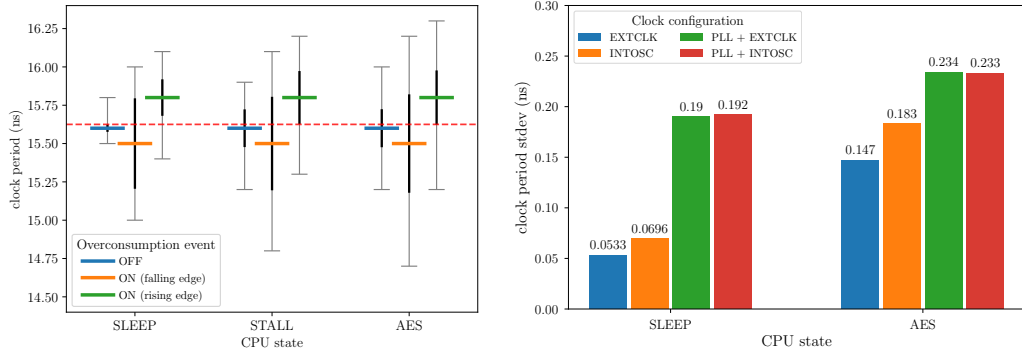 16.25
16.00
15.75
15.50
15.25
15.00
14.75
14.50
clock period (ns)
Overconsumption event
OFF
ON (falling edge)
ON (rising edge)
SLEEP
STALL
AES
CPU state
0.30
0.25
0.20
0.15
0.10
0.05
0.00
clock period stdev (ns)
Clock configuration
EXTCLK
PLL + EXTCLK
INTOSC
PLL + INTOSC
0.0533
0.0696
0.19
0.192
0.147
0.183
0.234
0.233
SLEEP
AES
CPU state